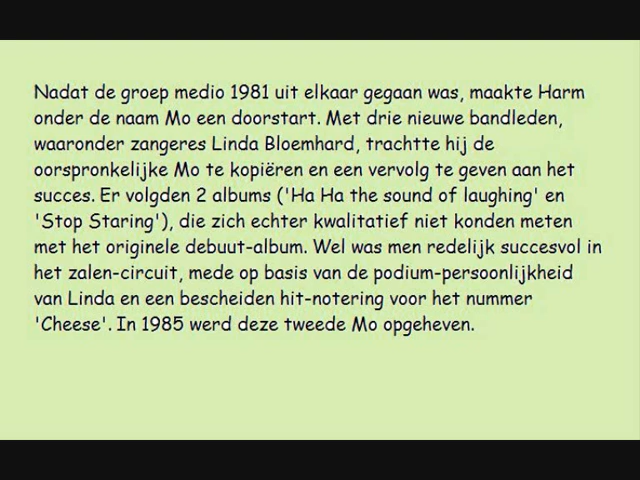 Nadat de groep medio 1981 uit elkaar gegaan was, maakte Harm
onder de naam Mo een doorstart. Met drie nieuwe bandleden,
waaronder zangeres Linda Bloemhard, trachtte hij de
oorspronkelijke Mo te kopiëren en een vervolg te geven aan het
succes. Er volgden 2 albums ('Ha Ha the sound of laughing' en
'Stop Staring'), die zich echter kwalitatief niet konden meten
met het originele debuut-album. Wel was men redelijk succesvol in
het zalen-circuit, mede op basis van de podium-persoonlijkheid
van Linda en een bescheiden hit-notering voor het nummer
'Cheese'. In 1985 werd deze tweede Mo opgeheven.